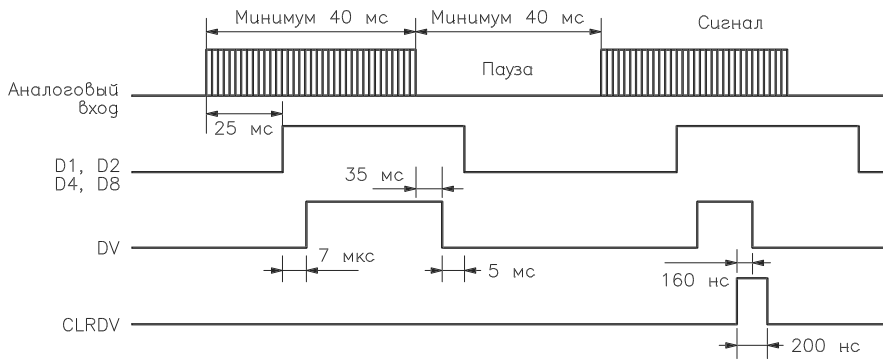 Минимум 40 мс
Минимум 40 мс
Сигнал
Пауза
Аналоговый
вход
25 мс
D1, D2
D4, D8
35 мс
DV
7 мкс
5 мс
160 нс
CLRDV
200 нс